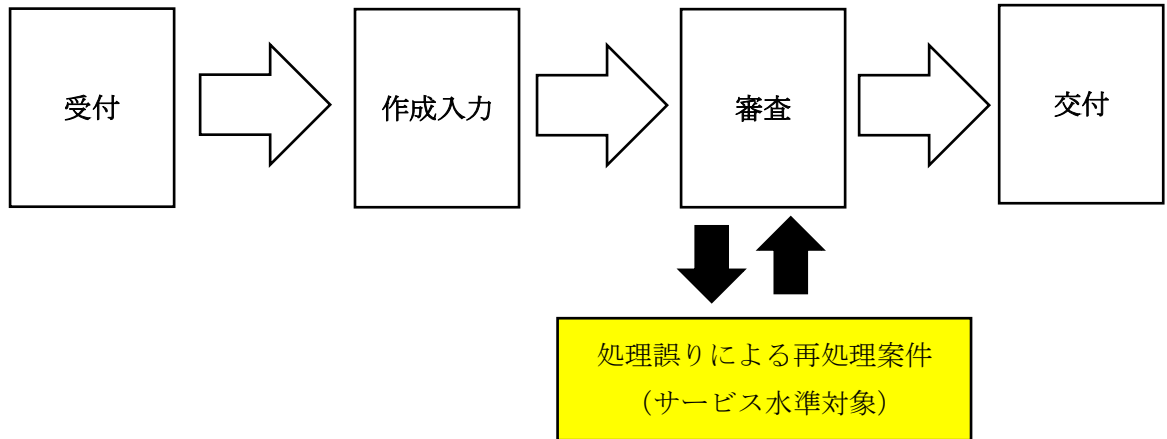 受付
作成入力
審査
交付
処理誤りによる再処理案件
（サービス水準対象）